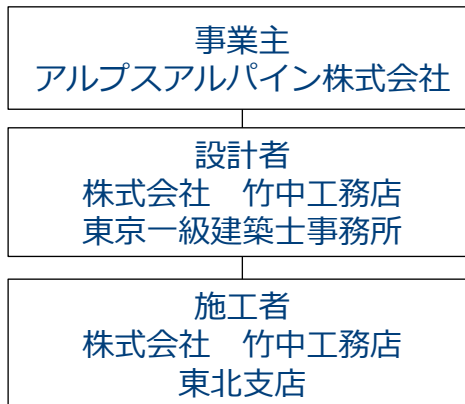 事業主
アルプスアルパイン株式会社
設計者
株式会社　竹中工務店
東京一級建築士事務所
施工者
株式会社　竹中工務店
東北支店